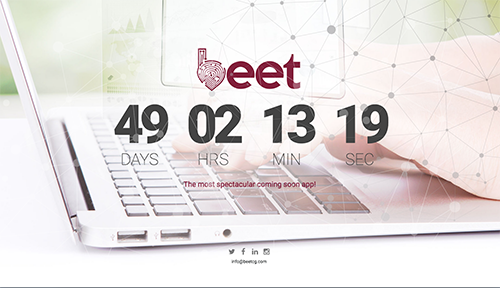 beet
49 02 13 19
DAYS HRS MIN SEC
The most spectacular coming soon app!
info@beetcg.com